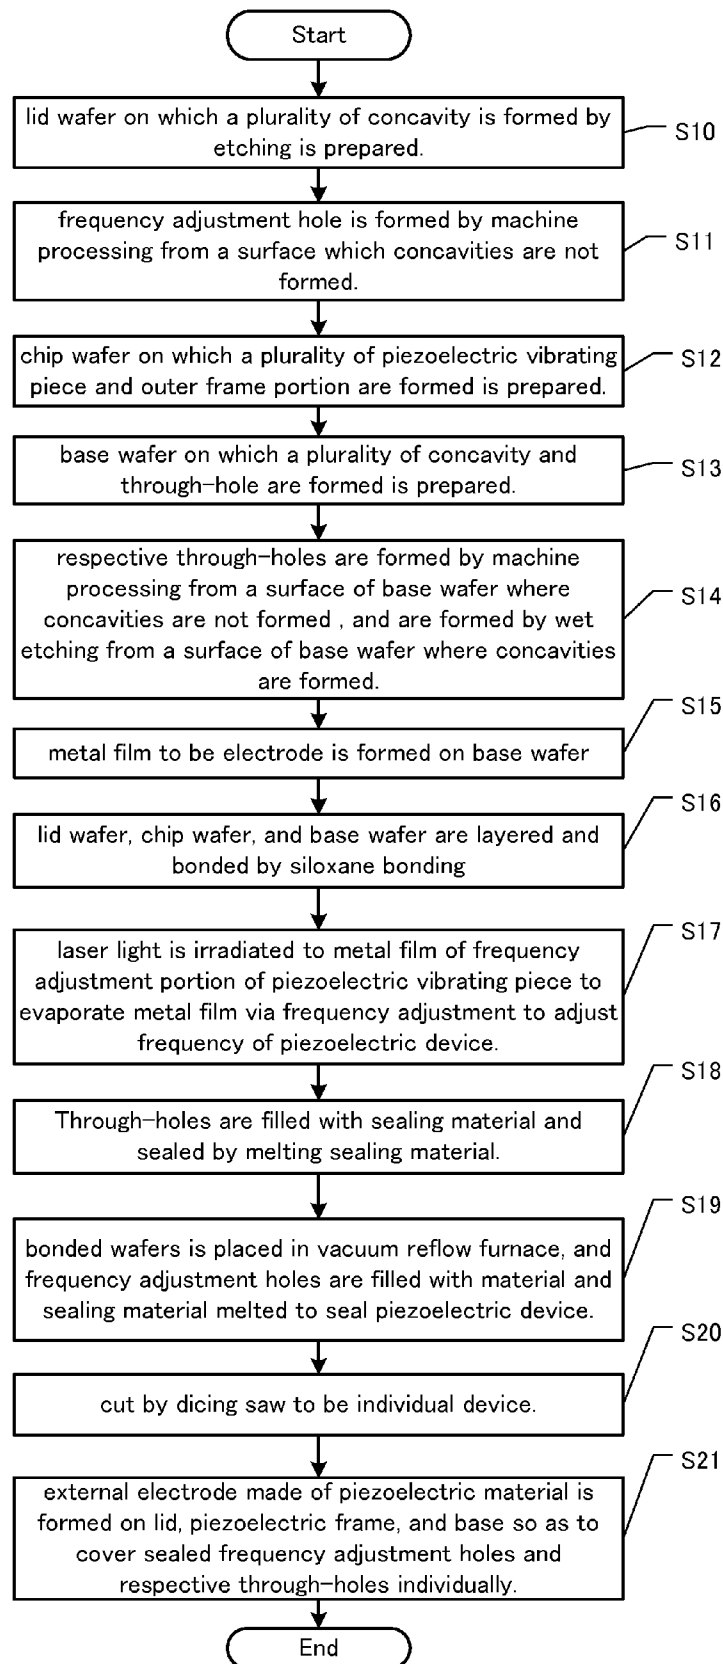 Start
lid wafer on which a plurality of concavity is formed by
etching is prepared.
S10
frequency adjustment hole is formed by machine
processing from a surface which concavities are not
formed.
S11
chip wafer on which a plurality of piezoelectric vibrating
piece and outer frame portion are formed is prepared.
S12
base wafer on which a plurality of concavity and
through-hole are formed is prepared.
S13
respective through-holes are formed by machine
processing from a surface of base wafer where
concavities are not formed , and are formed by wet
etching from a surface of base wafer where concavities
are formed.
S14
metal film to be electrode is formed on base wafer
S15
lid wafer, chip wafer, and base wafer are layered and
bonded by siloxane bonding
S16
laser light is irradiated to metal film of frequency
adjustment portion of piezoelectric vibrating piece to
evaporate metal film via frequency adjustment to adjust
frequency of piezoelectric device.
S17
Through-holes are filled with sealing material and
sealed by melting sealing material.
S18
bonded wafers is placed in vacuum reflow furnace, and
frequency adjustment holes are filled with material and
sealing material melted to seal piezoelectric device.
S19
cut by dicing saw to be individual device.
S20
external electrode made of piezoelectric material is
formed on lid, piezoelectric frame, and base so as to
cover sealed frequency adjustment holes and
respective through-holes individually.
S21
End